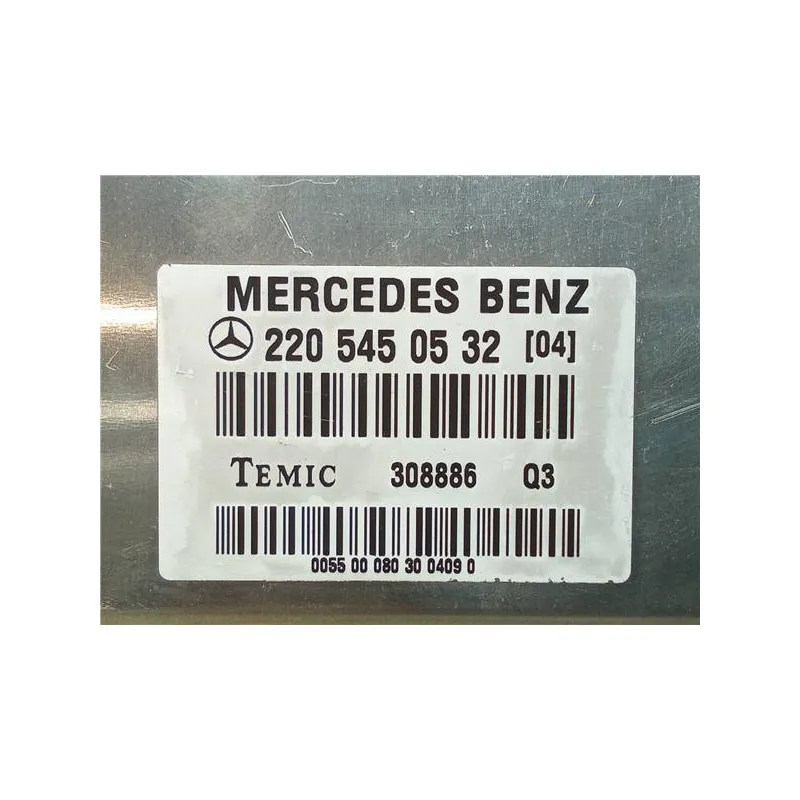 MERCEDES BENZ
220 545 05 32 [04]
TEMIC 308886 Q3
0055 00 080 30 0409 0